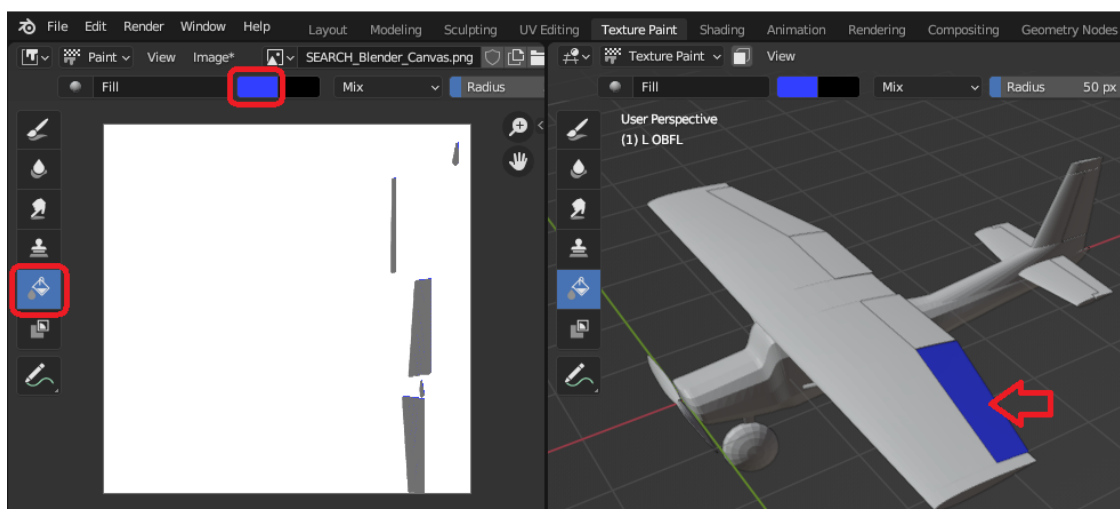 File Edit Render Window Help Layout Modeling Sculpting UV Editing Texture Paint Shading Animation Rendering Compositing Geometry Nodes
Paint View Image* SEARCH_Blender_Canvas.png
Fill Mix Radius
Texture Paint View
Fill Mix Radius 50 px
User Perspective
(1) L OBFL